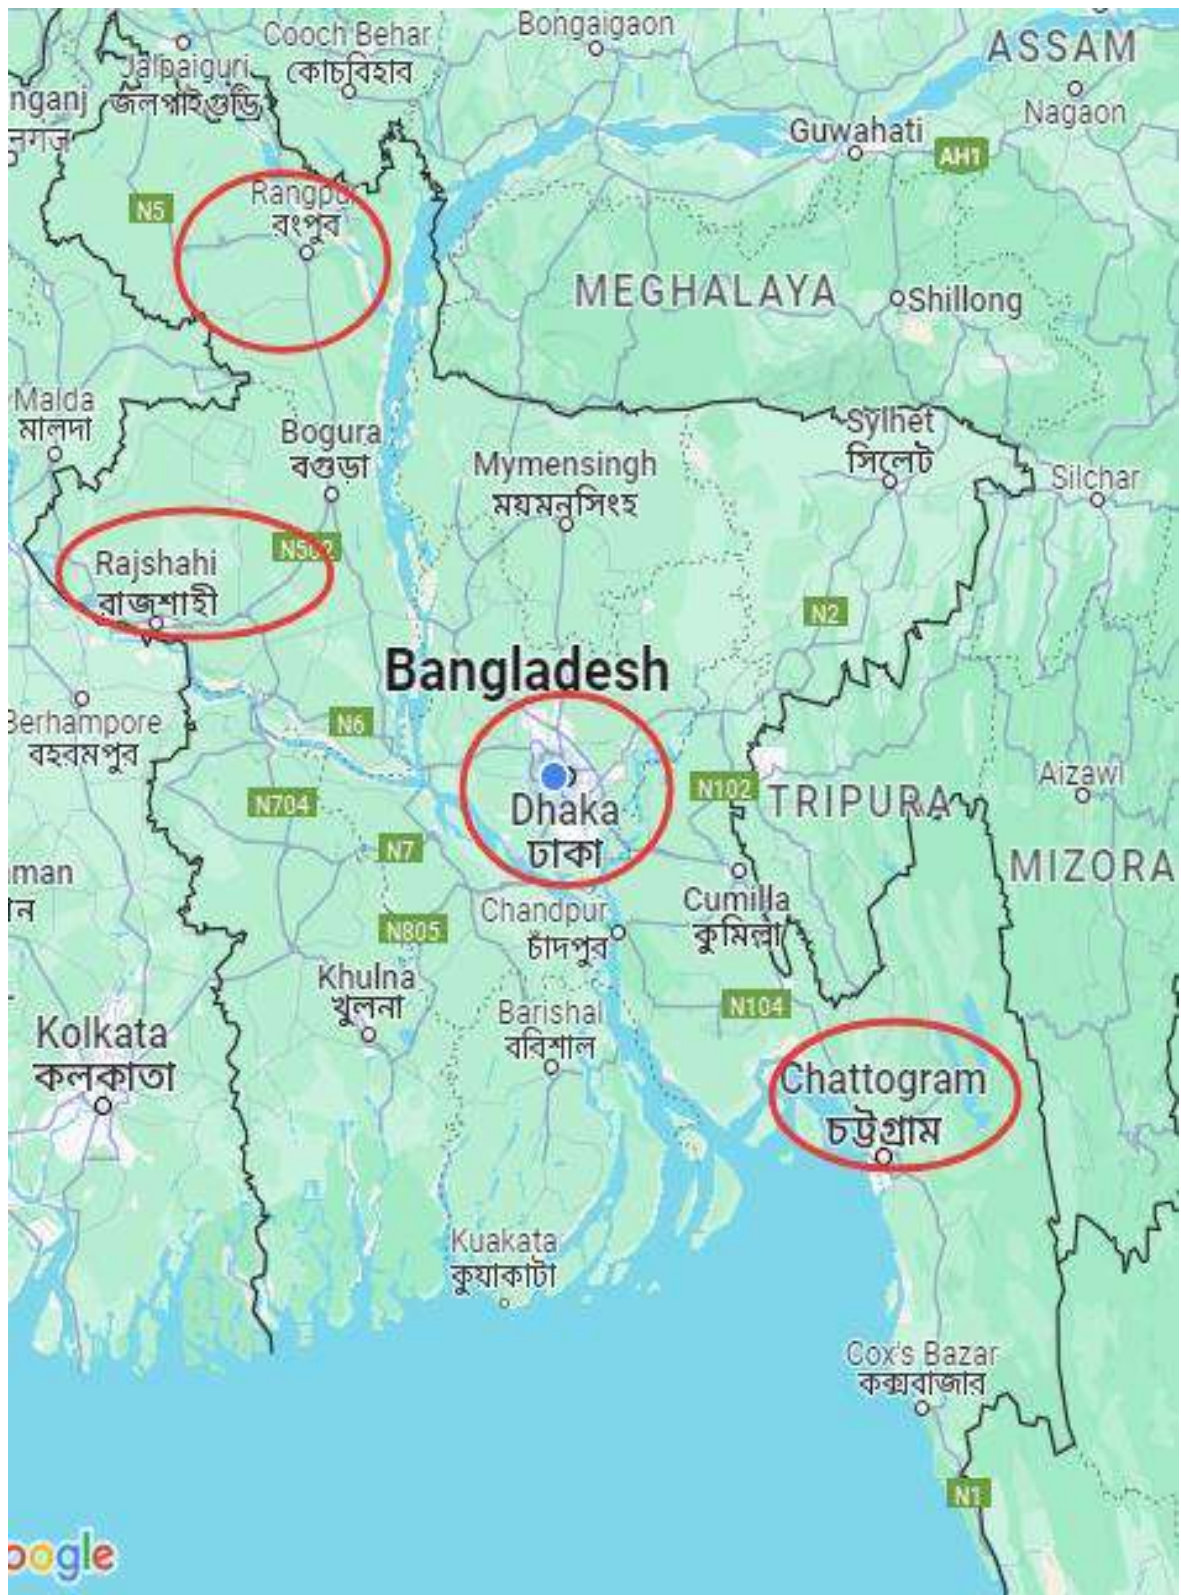 Cooch Behar
কোচবিহার
Bongaigaon
ASSAM
Jalpaiguri
জলপাইগুড়ি
nganj
Nagaon
Guwahati
AH1
N5
Rangpur
রংপুর
MEGHALAYA
Shillong
Malda
মালদা
Bogura
বগুড়া
Mymensingh
ময়মনসিংহ
Sylhet
সিলেট
Silchar
N502
Rajshahi
রাজশাহী
N2
Bangladesh
Berhampore
বহরমপুর
N6
N704
N7
Dhaka
ঢাকা
N102
TRIPURA
Aizawl
MIZORA
aman
ান
N805
Chandpur
চাঁদপুর
Cumilla
কুমিল্লা
Khulna
খুলনা
Barishal
বরিশাল
N104
Kolkata
কলকাতা
Chattogram
চট্টগ্রাম
Kuakata
কুয়াকাটা
Cox's Bazar
কক্সবাজার
N1
oogle